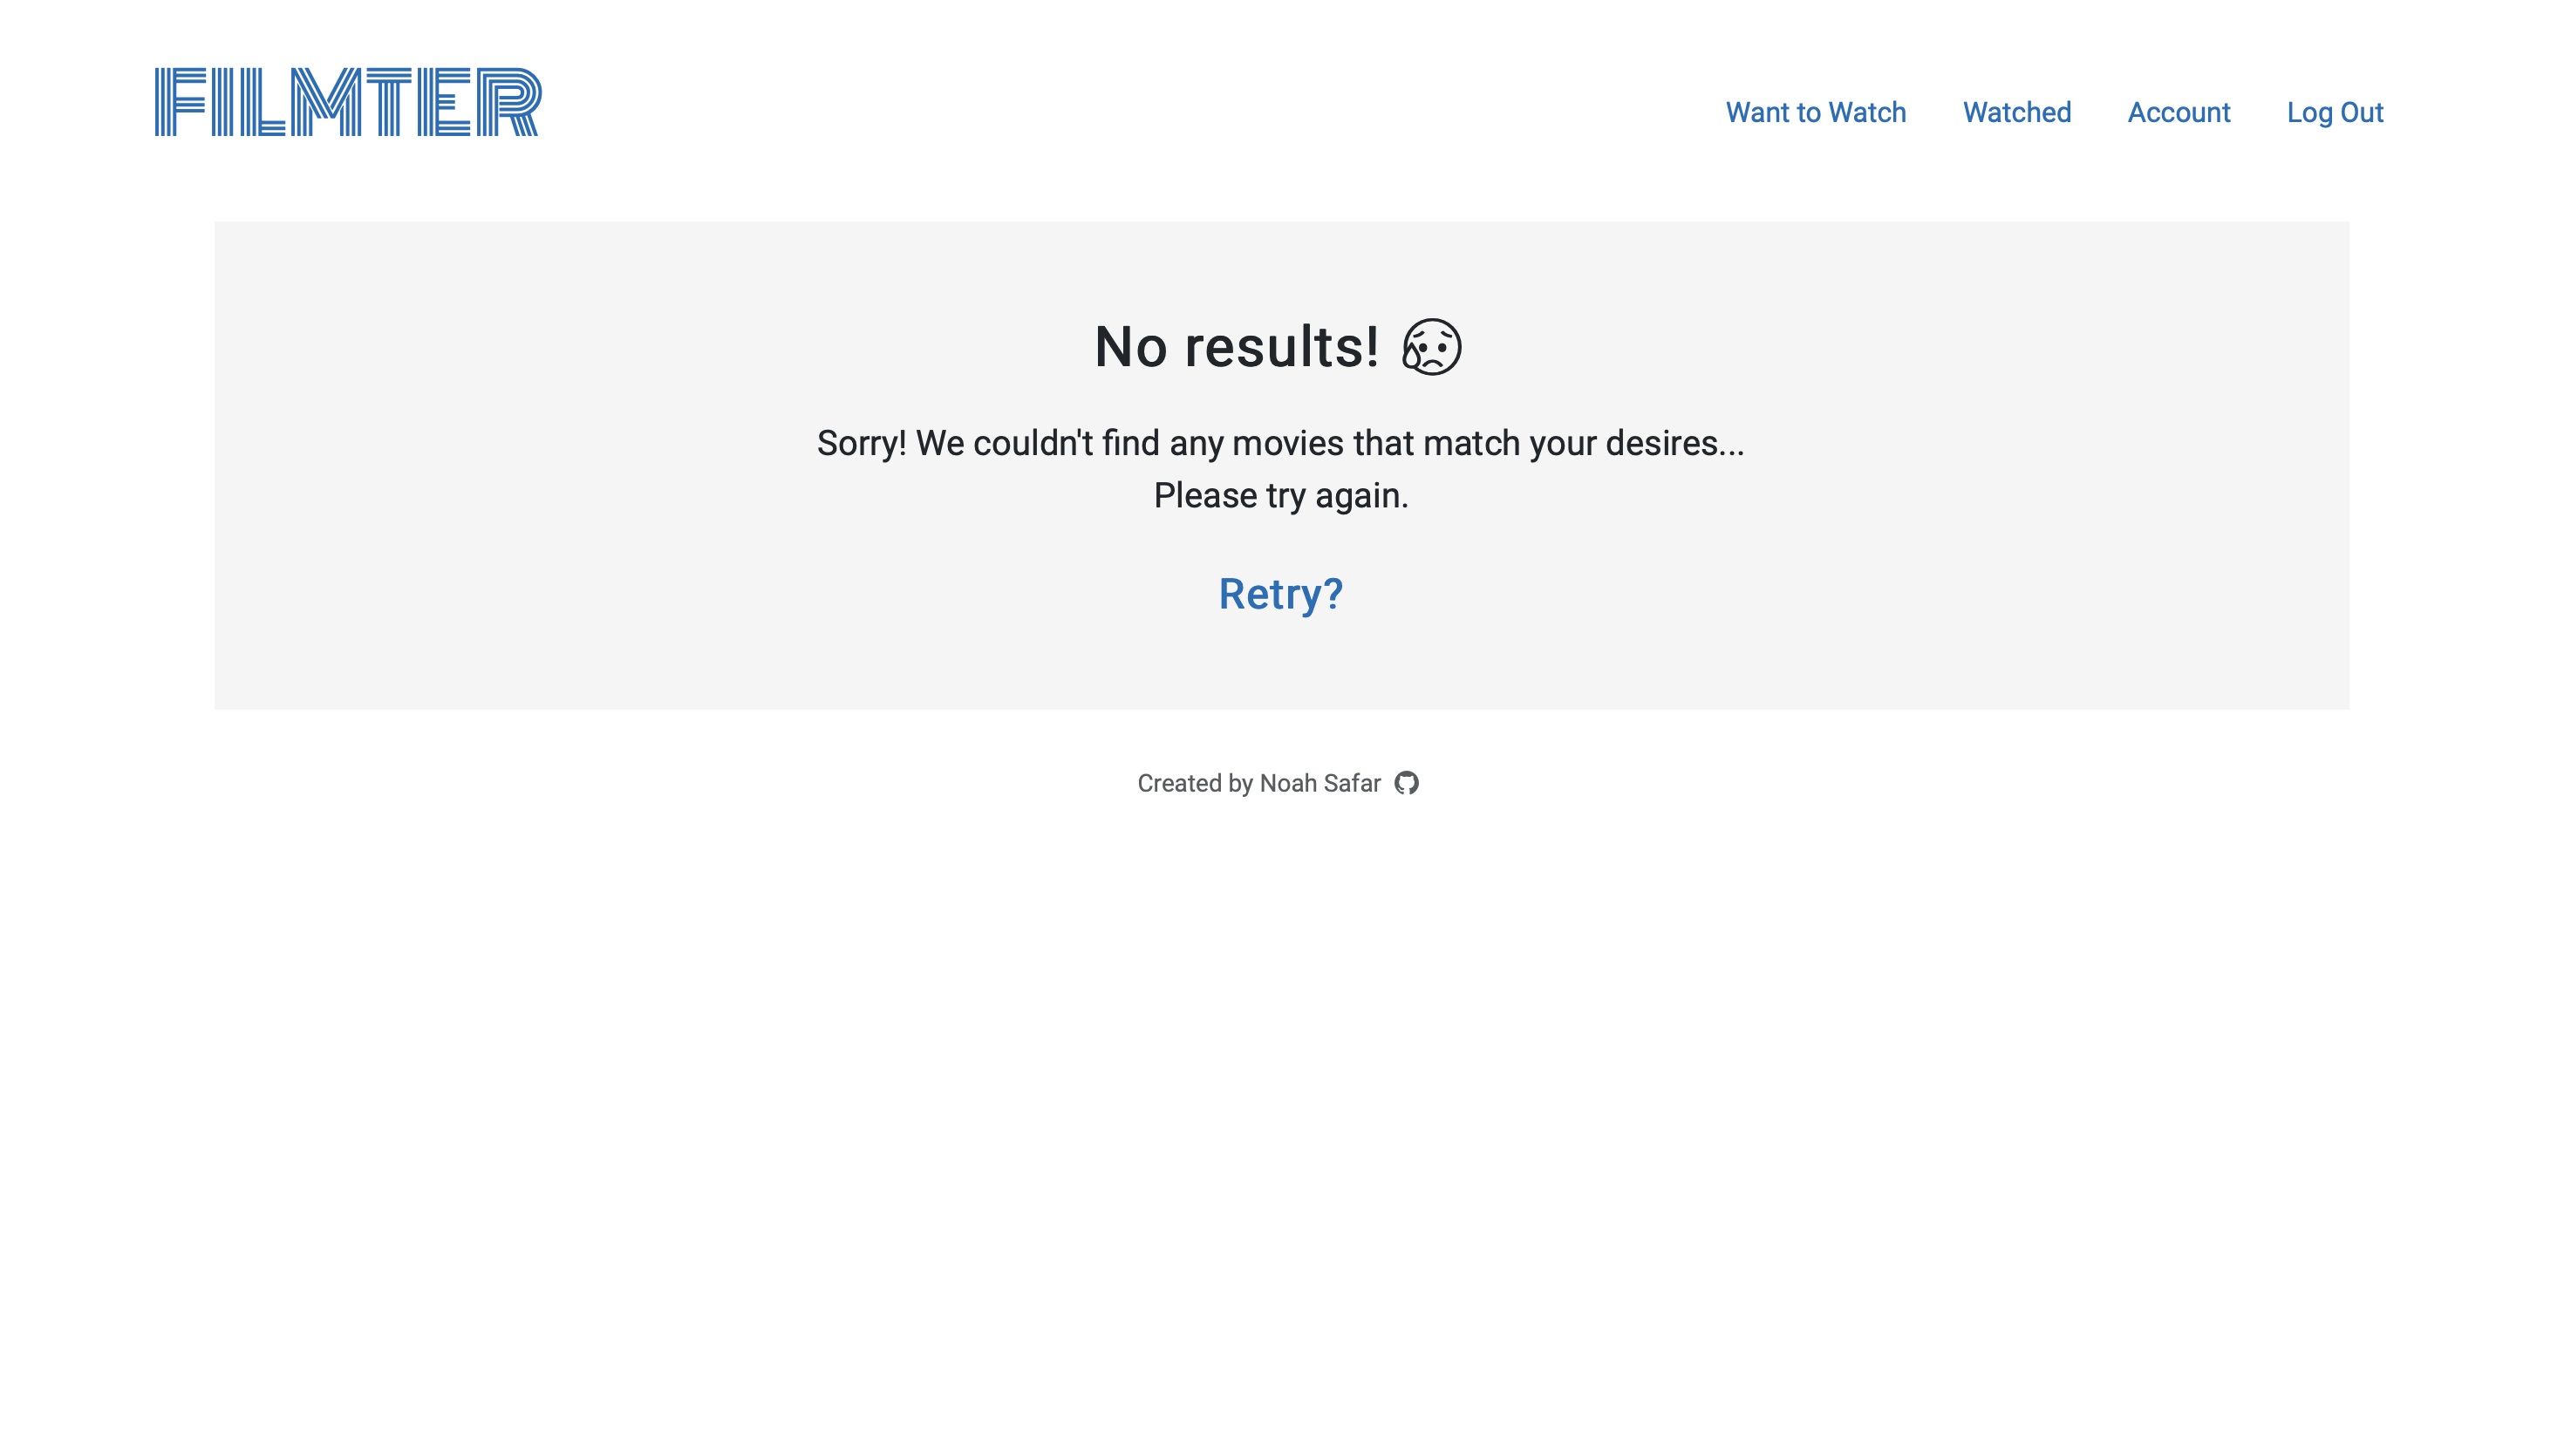 FILMTER
Want to Watch Watched Account Log Out
No results! 😥
Sorry! We couldn't find any movies that match your desires...
Please try again.
Retry?
Created by Noah Safar